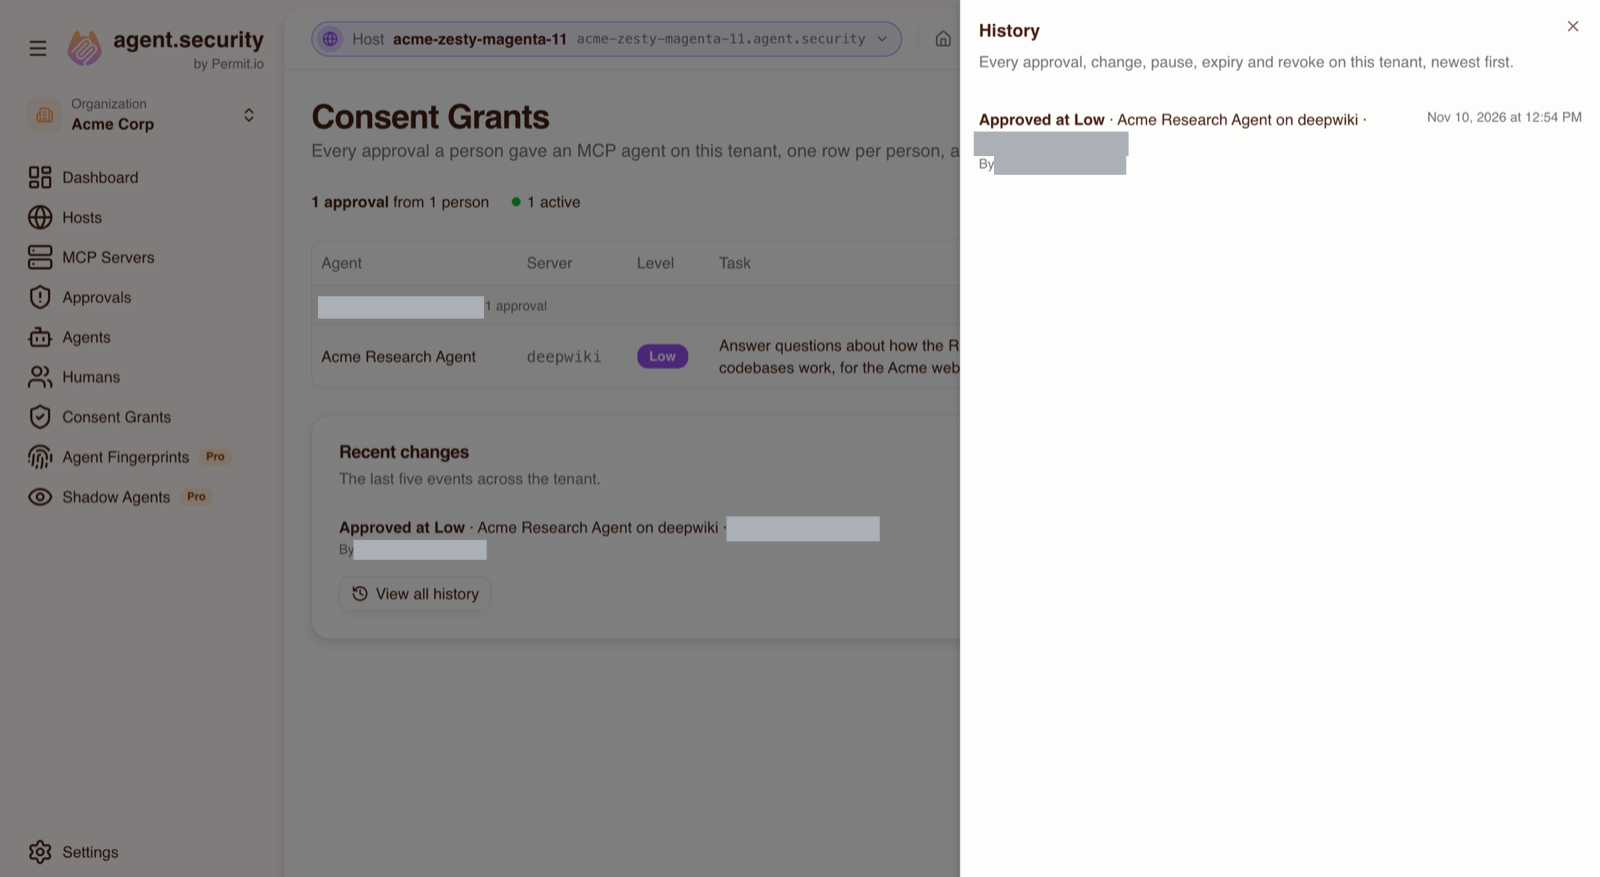 agent.security
by Permit.io
Organization
Acme Corp
Dashboard
Hosts
MCP Servers
Approvals
Agents
Humans
Consent Grants
Agent Fingerprints Pro
Shadow Agents Pro
Settings
Host acme-zesty-magenta-11 acme-zesty-magenta-11.agent.security
Consent Grants
Every approval a person gave an MCP agent on this tenant, one row per person, a
1 approval from 1 person 1 active
Agent Server Level Task
1 approval
Acme Research Agent deepwiki Low Answer questions about how the R
codebases work, for the Acme web
Recent changes
The last five events across the tenant.
Approved at Low · Acme Research Agent on deepwiki ·
By
View all history
History
Every approval, change, pause, expiry and revoke on this tenant, newest first.
Approved at Low · Acme Research Agent on deepwiki · Nov 10, 2026 at 12:54 PM
By